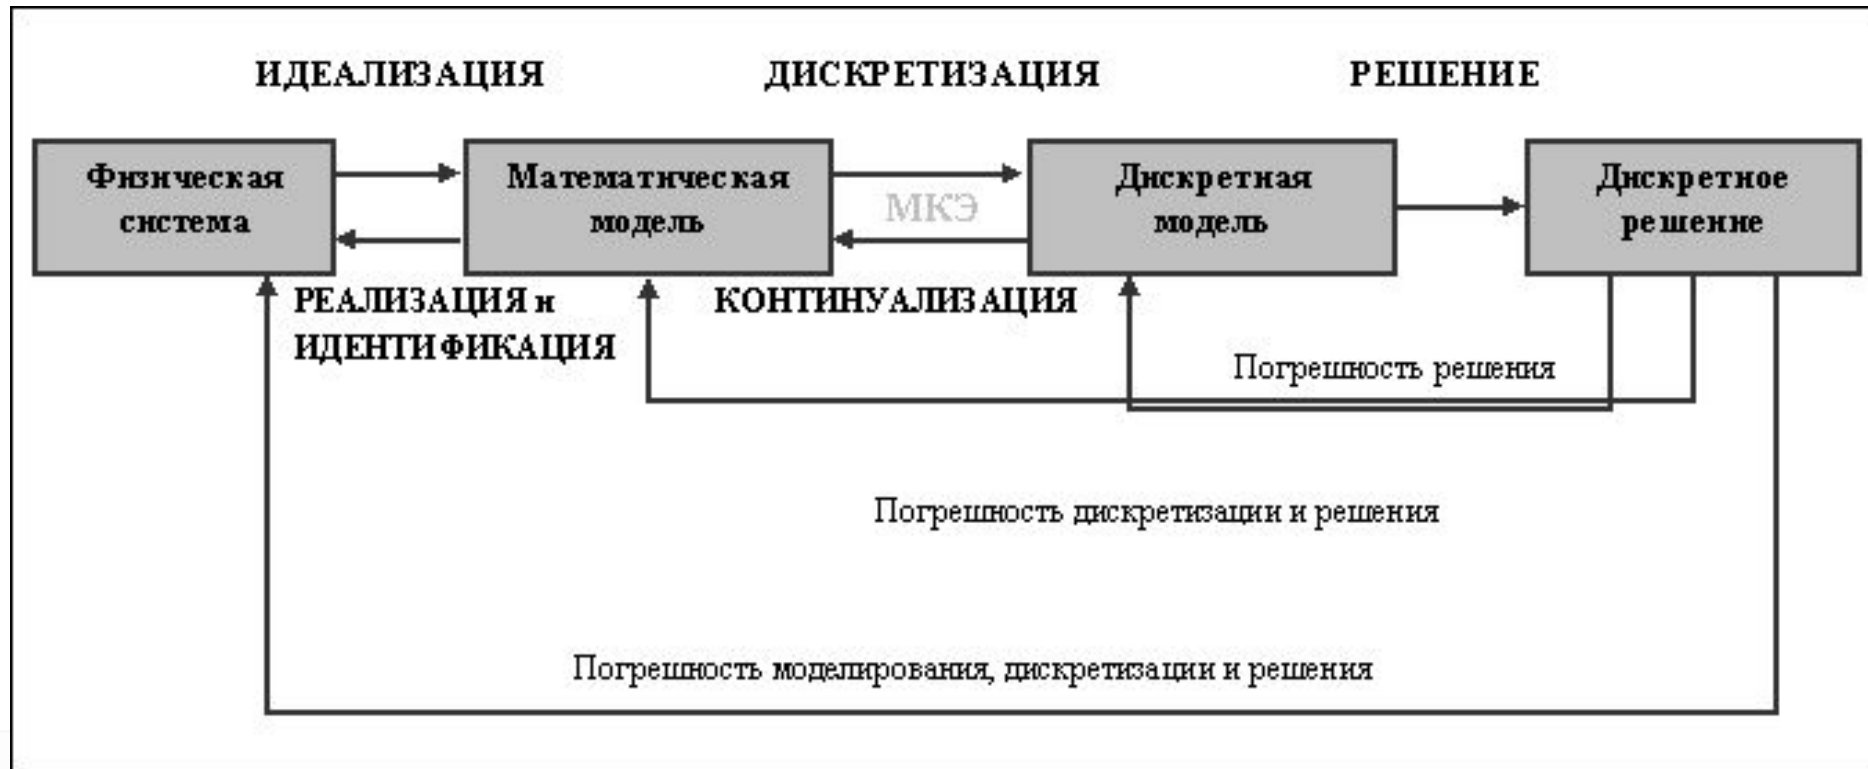 ИДЕАЛИЗАЦИЯ
ДИСКРЕТИЗАЦИЯ
РЕШЕНИЕ
Физическая
система
Математическая
модель
МКЭ
Дискретная
модель
Дискретное
решение
РЕАЛИЗАЦИЯ и
ИДЕНТИФИКАЦИЯ
КОНТИНУАЛИЗАЦИЯ
Погрешность решения
Погрешность дискретизации и решения
Погрешность моделирования, дискретизации и решения